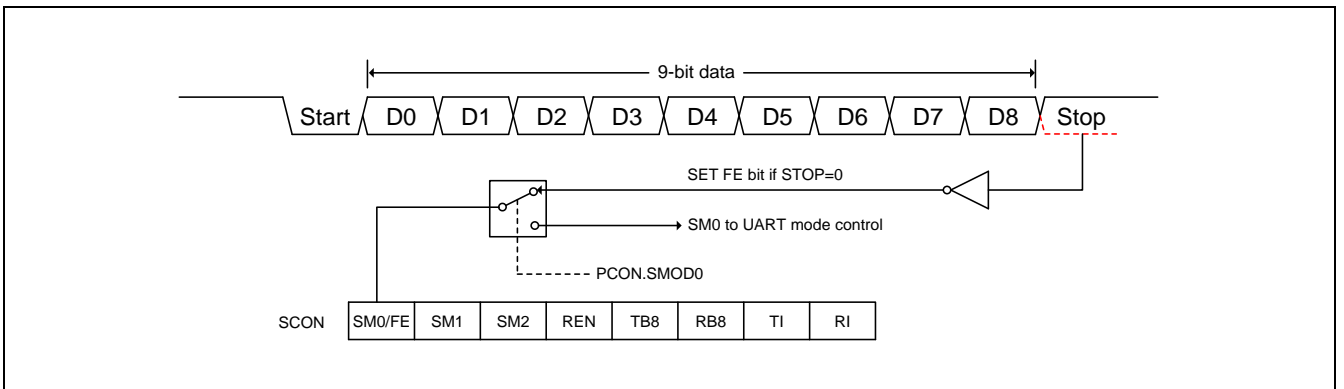 9-bit data
Start D0 D1 D2 D3 D4 D5 D6 D7 D8 Stop
SET FE bit if STOP=0
SM0 to UART mode control
PCON.SMOD0
SCON SM0/FE SM1 SM2 REN TB8 RB8 TI RI